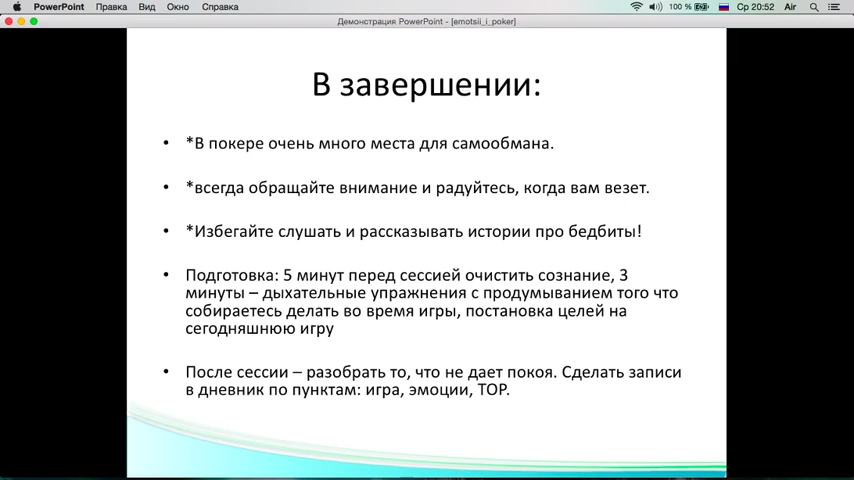 PowerPoint Правка Вид Окно Справка 100 % Ср 20:52 Air
Демонстрация PowerPoint - [emotsii_i_poker]
В завершении:
• *В покере очень много места для самообмана.
• *всегда обращайте внимание и радуйтесь, когда вам везет.
• *Избегайте слушать и рассказывать истории про бедбиты!
• Подготовка: 5 минут перед сессией очистить сознание, 3
минуты – дыхательные упражнения с продумыванием того что
собираетесь делать во время игры, постановка целей на
сегодняшнюю игру
• После сессии – разобрать то, что не дает покоя. Сделать записи
в дневник по пунктам: игра, эмоции, ТОР.